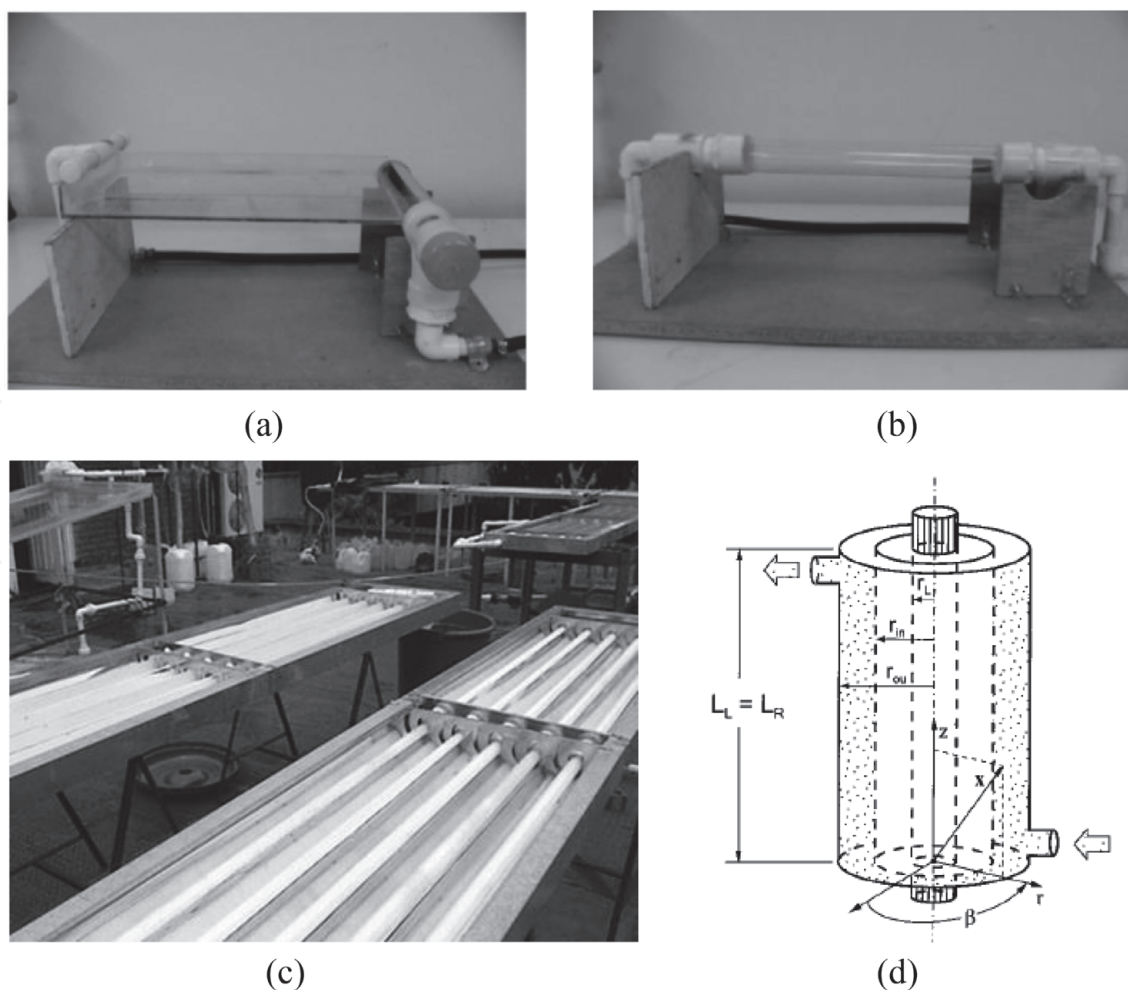 (a)
(b)
r_L
r_in
r_ou
L_L = L_R
z
x
r
β
(c)
(d)